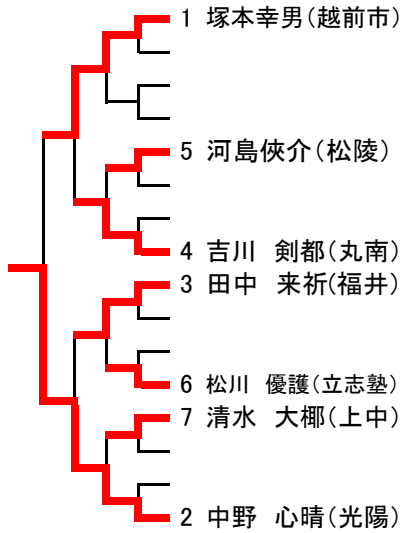 1 塚本幸男(越前市)
5 河島俠介(松陵)
4 吉川 剣都(丸南)
3 田中 来祈(福井)
6 松川 優護(立志塾)
7 清水 大椰(上中)
2 中野 心晴(光陽)